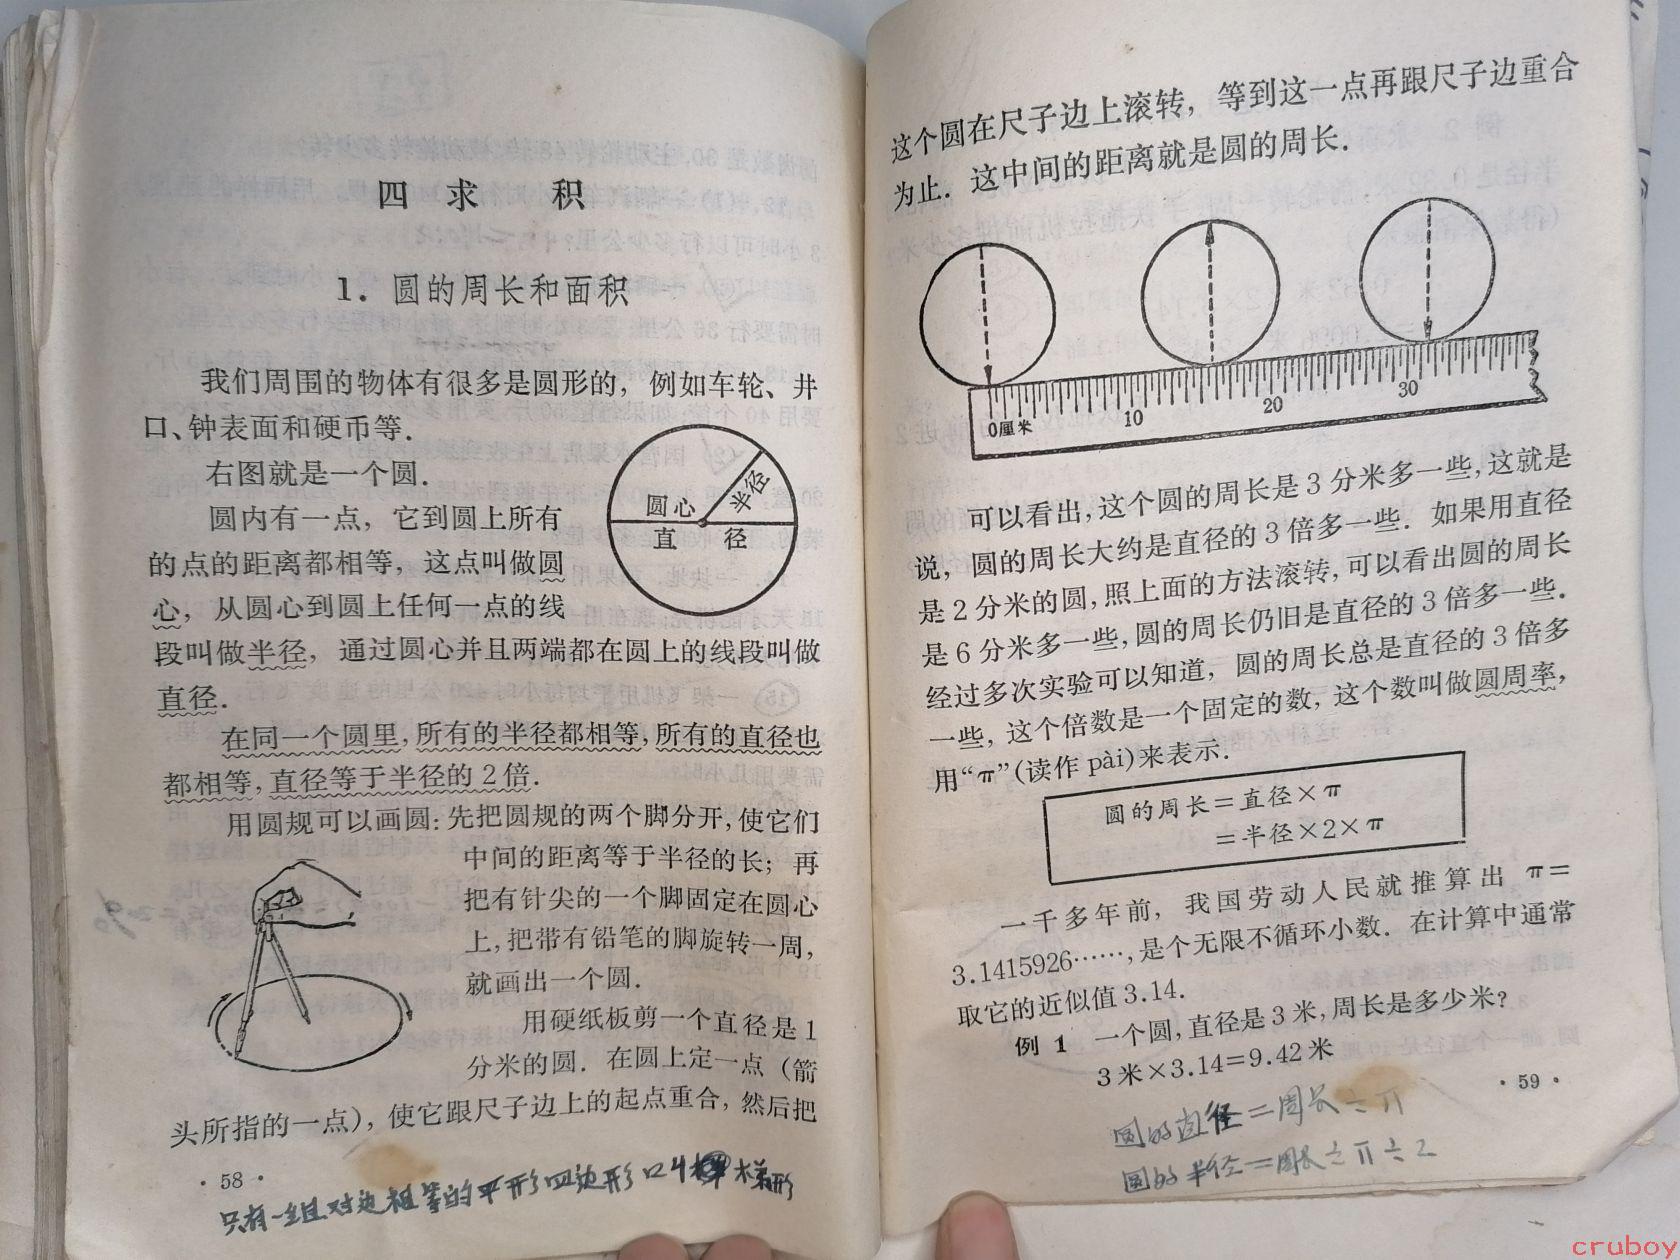 四 求 积
1. 圆的周长和面积
我们周围的物体有很多是圆形的，例如车轮、井
口、钟表面和硬币等．
右图就是一个圆．
圆内有一点，它到圆上所有
的点的距离都相等，这点叫做圆
心，从圆心到圆上任何一点的线
段叫做半径，通过圆心并且两端都在圆上的线段叫做
直径．
圆心
半径
直 径
在同一个圆里，所有的半径都相等，所有的直径也
都相等，直径等于半径的2倍．
用圆规可以画圆：先把圆规的两个脚分开，使它们
中间的距离等于半径的长；再
把有针尖的一个脚固定在圆心
上，把带有铅笔的脚旋转一周，
就画出一个圆．
用硬纸板剪一个直径是1
分米的圆．在圆上定一点（箭
头所指的一点），使它跟尺子边上的起点重合，然后把
·58·
只有一组对边相等的平形四边形
梯形
这个圆在尺子边上滚转，等到这一点再跟尺子边重合
为止．这中间的距离就是圆的周长．
0厘米 10 20 30
可以看出，这个圆的周长是3分米多一些，这就是
说，圆的周长大约是直径的3倍多一些．如果用直径
是2分米的圆，照上面的方法滚转，可以看出圆的周长
是6分米多一些，圆的周长仍旧是直径的3倍多一些．
经过多次实验可以知道，圆的周长总是直径的3倍多
一些，这个倍数是一个固定的数，这个数叫做圆周率，
用“π”(读作 pài)来表示．
圆的周长＝直径×π
＝半径×2×π
一千多年前，我国劳动人民就推算出 π＝
3.1415926……，是个无限不循环小数．在计算中通常
取它的近似值3.14．
例 1 一个圆，直径是3米，周长是多少米？
3米×3.14＝9.42米
·59·
圆的直径＝周长÷π
圆的半径＝周长÷π÷2
cruboy